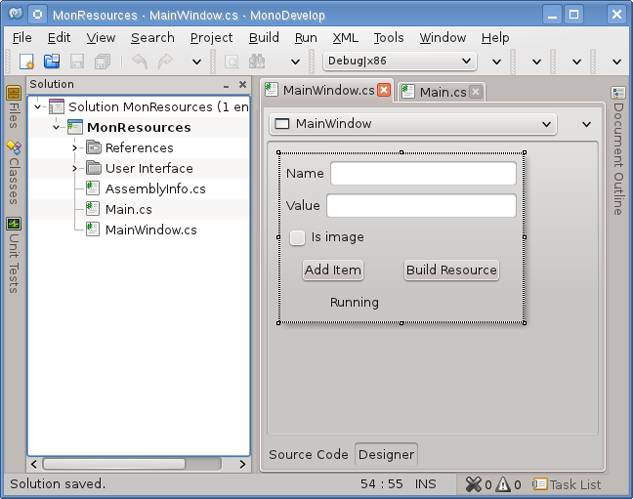 MonResources - MainWindow.cs - MonoDevelop
File Edit View Search Project Build Run XML Tools Window Help
Debug|x86
Solution
MainWindow.cs
Main.cs
Files
Classes
Unit Tests
Solution MonResources (1 en
MonResources
References
User Interface
AssemblyInfo.cs
Main.cs
MainWindow.cs
MainWindow
Name
Value
Is image
Add Item Build Resource
Running
Source Code Designer
Document Outline
Solution saved. 54 : 55 INS 0 0 Task List